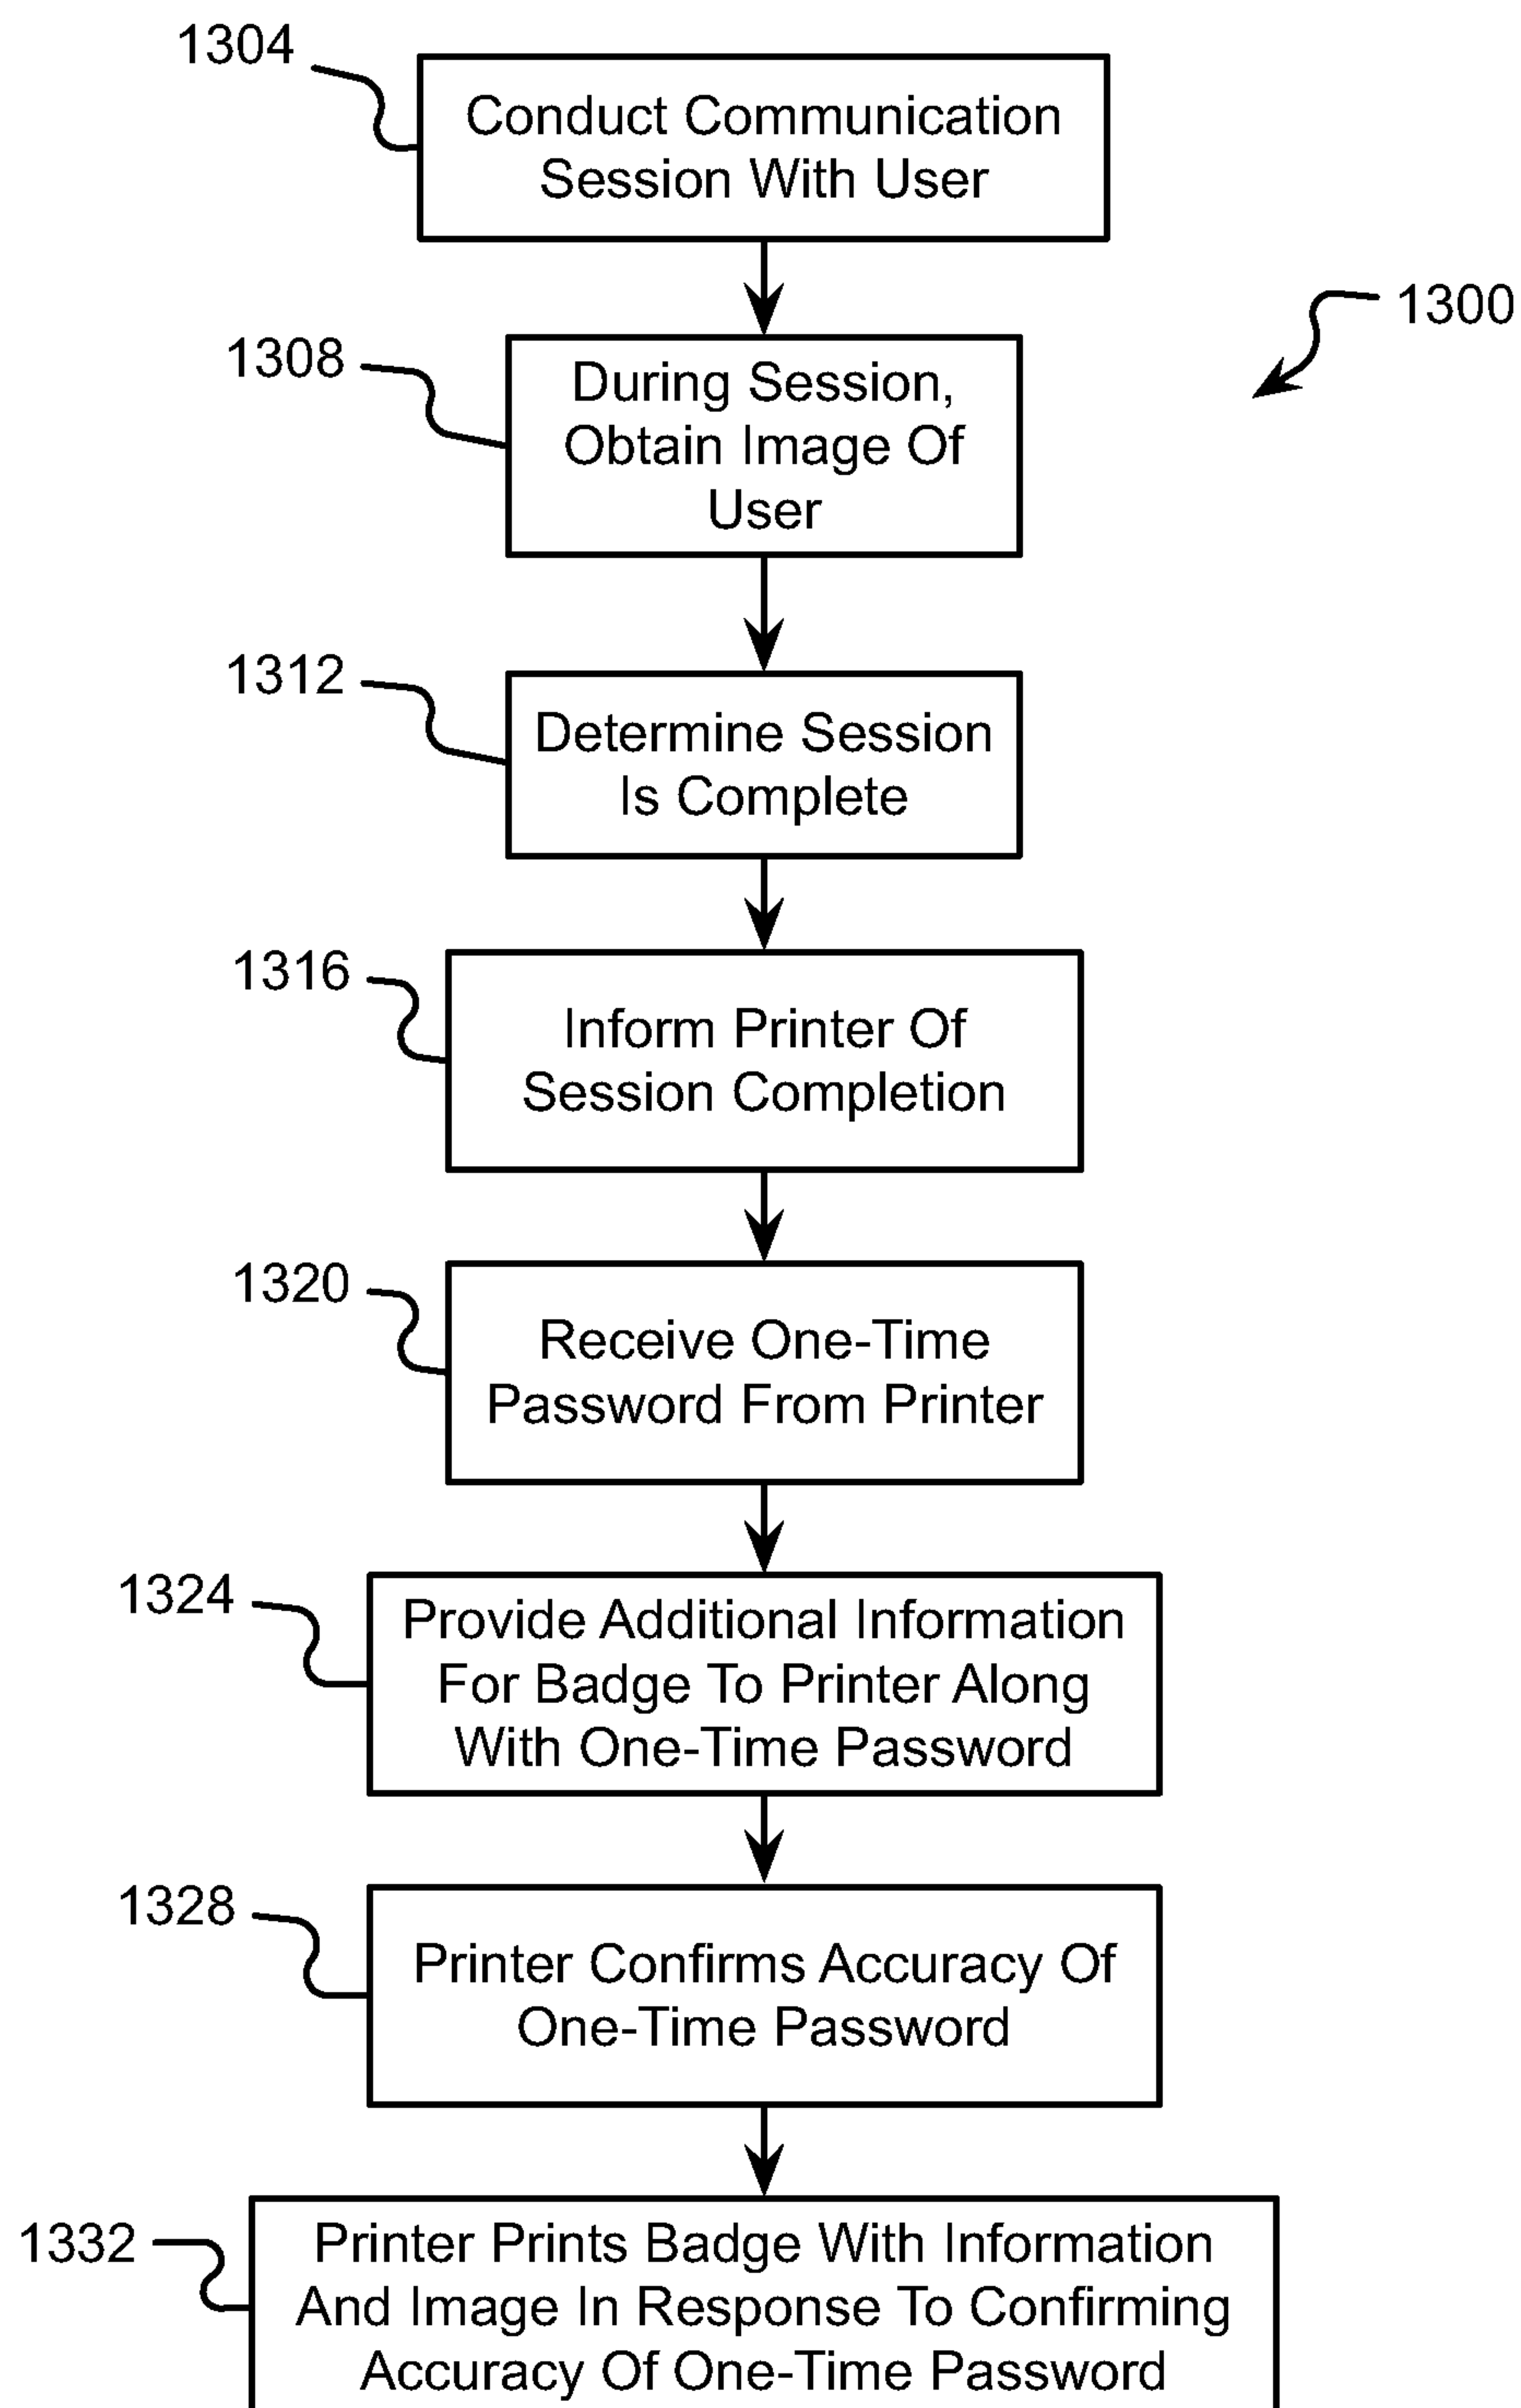 1304
Conduct Communication
Session With User
1300
1308
During Session,
Obtain Image Of
User
1312
Determine Session
Is Complete
1316
Inform Printer Of
Session Completion
1320
Receive One-Time
Password From Printer
1324
Provide Additional Information
For Badge To Printer Along
With One-Time Password
1328
Printer Confirms Accuracy Of
One-Time Password
1332
Printer Prints Badge With Information
And Image In Response To Confirming
Accuracy Of One-Time Password